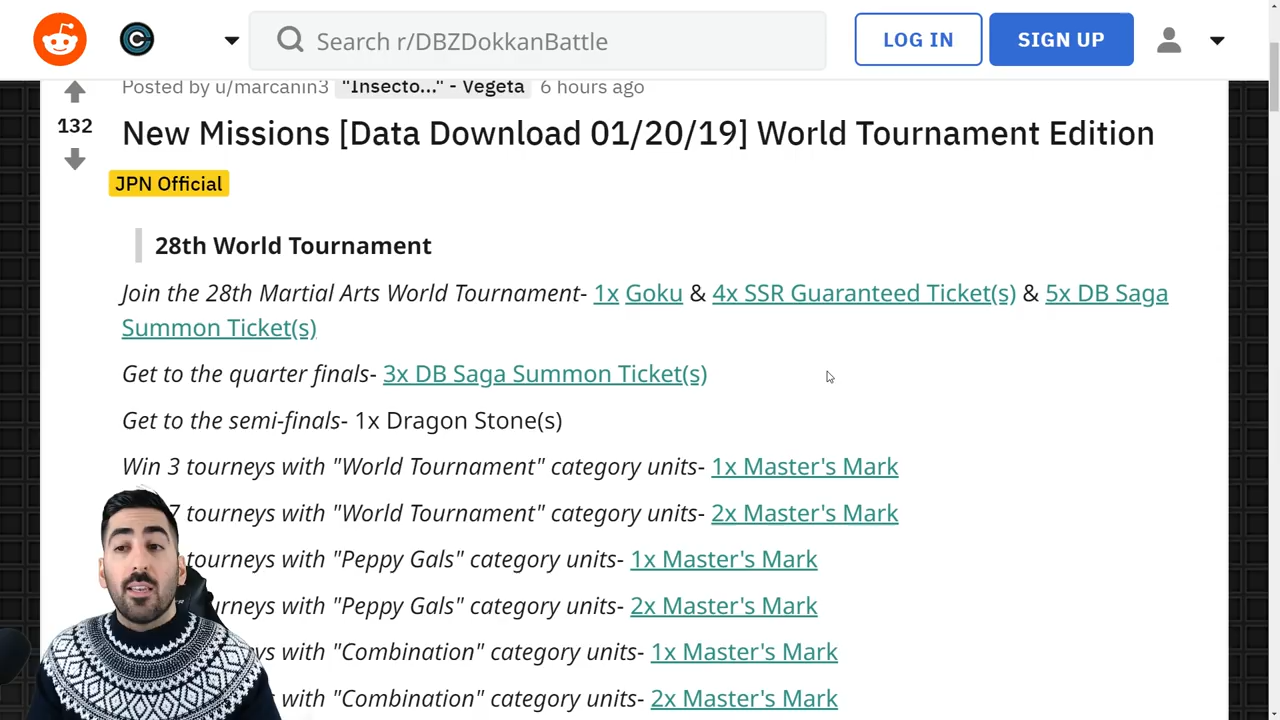 Search r/DBZDokkanBattle
LOG IN
SIGN UP
Posted by u/marcanin3 "Insecto..." - Vegeta 6 hours ago
132
New Missions [Data Download 01/20/19] World Tournament Edition
JPN Official
28th World Tournament
Join the 28th Martial Arts World Tournament- 1x Goku & 4x SSR Guaranteed Ticket(s) & 5x DB Saga
Summon Ticket(s)
Get to the quarter finals- 3x DB Saga Summon Ticket(s)
Get to the semi-finals- 1x Dragon Stone(s)
Win 3 tourneys with "World Tournament" category units- 1x Master's Mark
7 tourneys with "World Tournament" category units- 2x Master's Mark
tourneys with "Peppy Gals" category units- 1x Master's Mark
with "Peppy Gals" category units- 2x Master's Mark
with "Combination" category units- 1x Master's Mark
with "Combination" category units- 2x Master's Mark